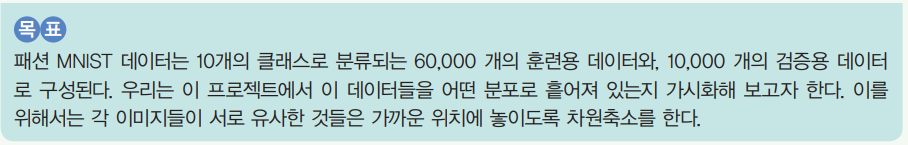 목표
패션 MNIST 데이터는 10개의 클래스로 분류되는 60,000 개의 훈련용 데이터와, 10,000 개의 검증용 데이터
로 구성된다. 우리는 이 프로젝트에서 이 데이터들을 어떤 분포로 흩어져 있는지 가시화해 보고자 한다. 이를
위해서는 각 이미지들이 서로 유사한 것들은 가까운 위치에 놓이도록 차원축소를 한다.